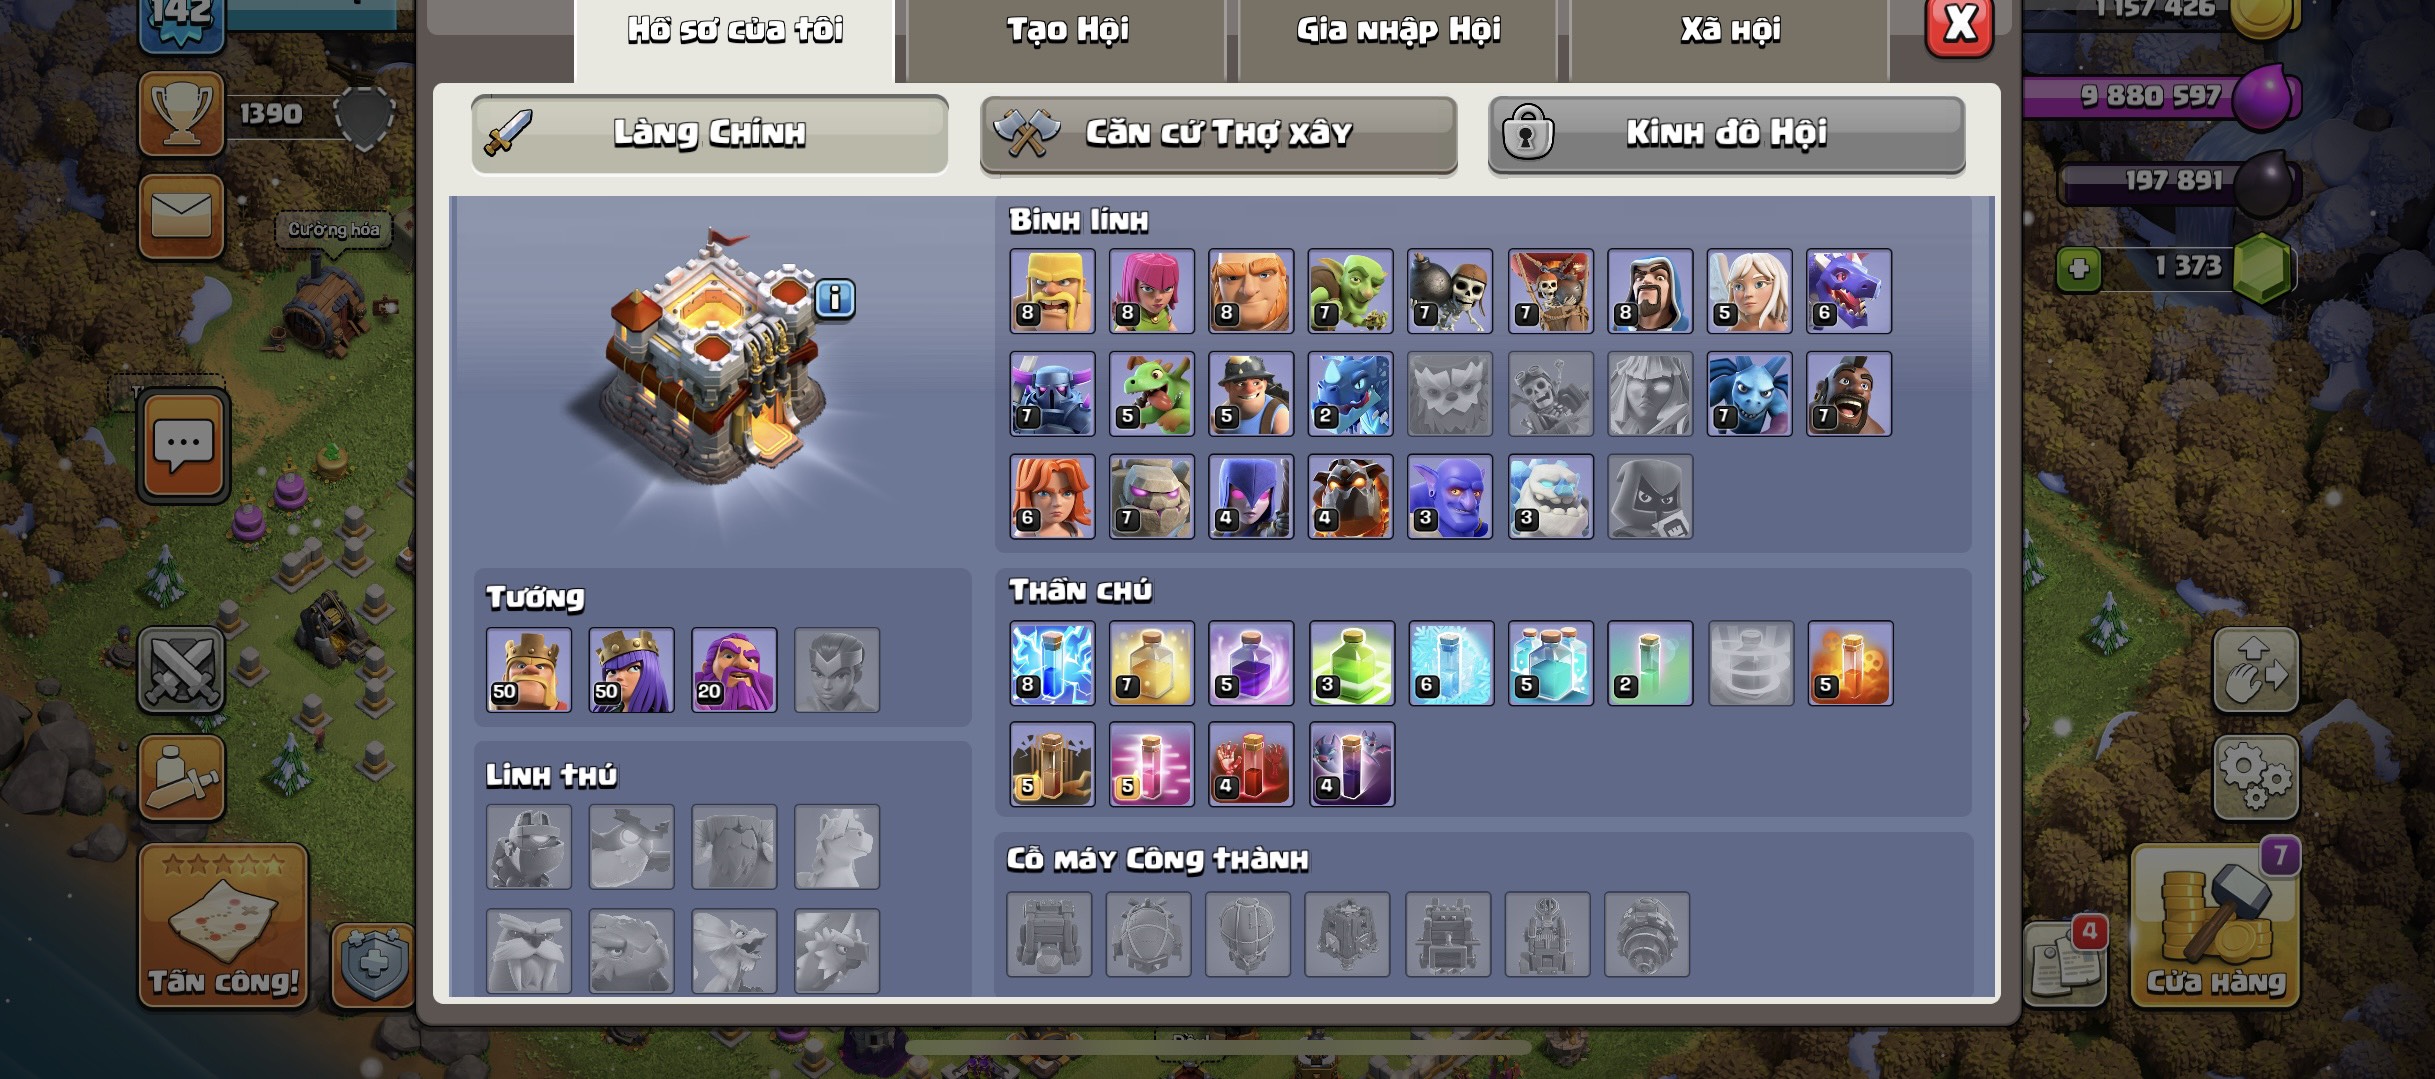 142
Hồ sơ của tôi
Tạo Hội
Gia nhập Hội
Xã hội
X
1 157 426
1390
Làng Chính
Căn cứ Thợ xây
Kinh đô Hội
9 880 597
197 891
1 373
Cường hóa
i
Binh lính
8 8 8 7 7 7 8 5 6
7 5 5 2 7 7
6 7 4 4 3 3
Tướng
50 50 20
Thần chú
8 7 5 3 6 5 2 5
5 5 4 4
Linh thú
Cỗ máy Công thành
Tấn công!
7
4
Cửa hàng